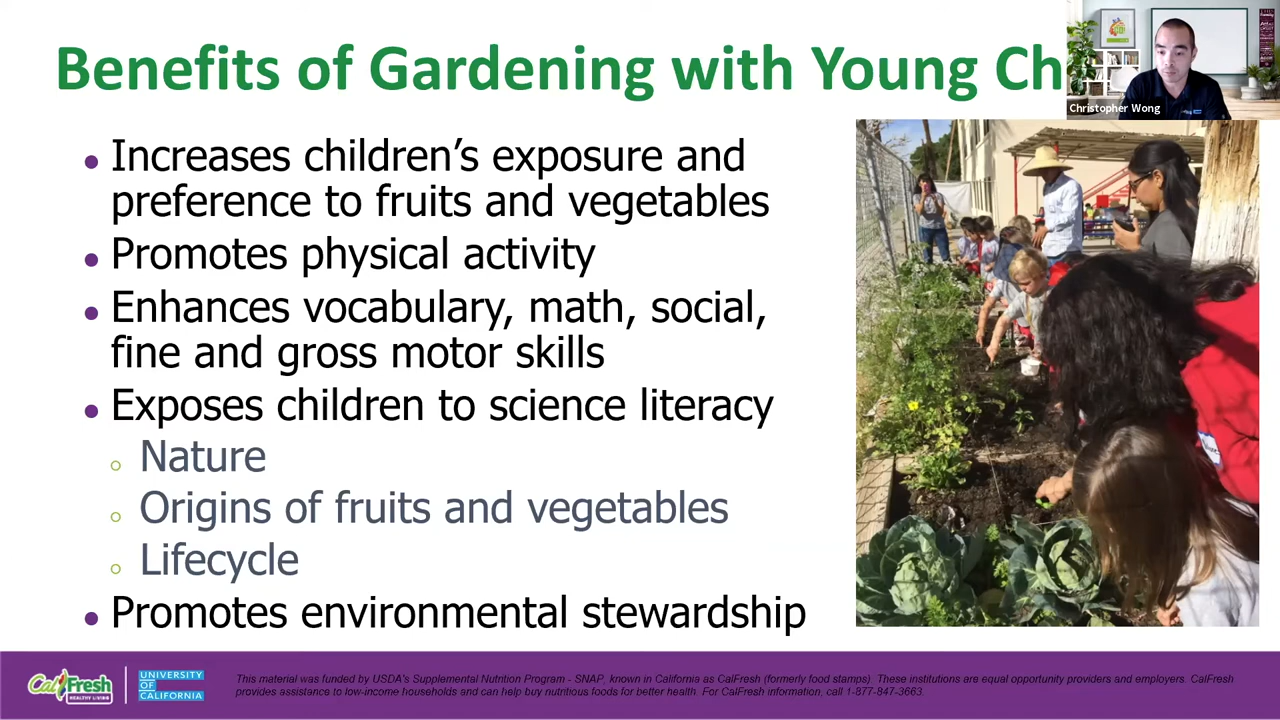 Benefits of Gardening with Young Ch
Christopher Wong
● Increases children's exposure and
preference to fruits and vegetables
● Promotes physical activity
● Enhances vocabulary, math, social,
fine and gross motor skills
● Exposes children to science literacy
○ Nature
○ Origins of fruits and vegetables
○ Lifecycle
● Promotes environmental stewardship
CalFresh
HEALTHY LIVING
UNIVERSITY
OF
CALIFORNIA
This material was funded by USDA's Supplemental Nutrition Program - SNAP, known in California as CalFresh (formerly food stamps). These institutions are equal opportunity providers and employers. CalFresh
provides assistance to low-income households and can help buy nutritious foods for better health. For CalFresh information, call 1-877-847-3663.